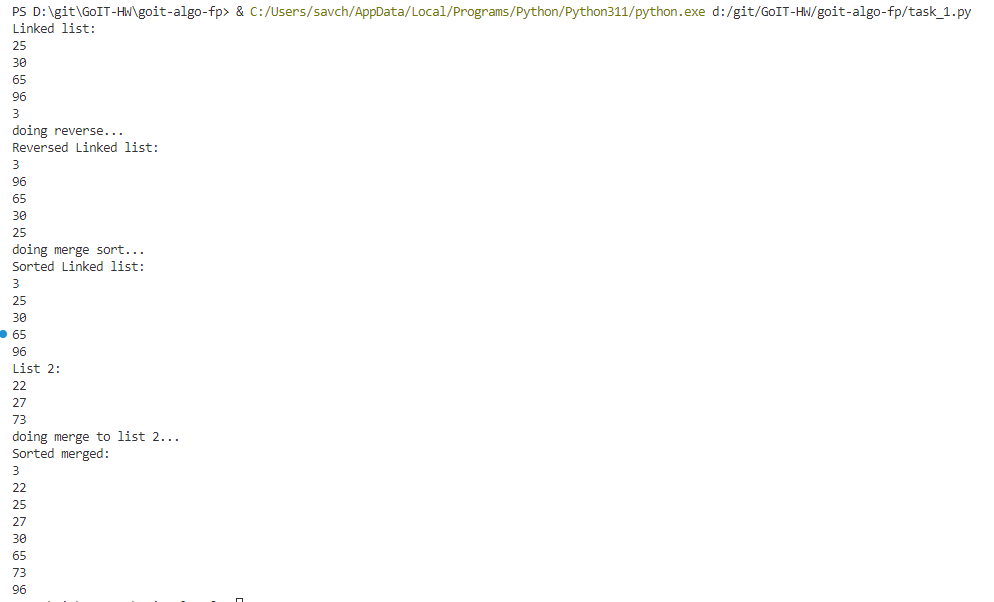 PS D:\git\GoIT-HW\goit-algo-fp> & C:/Users/savch/AppData/Local/Programs/Python/Python311/python.exe d:/git/GoIT-HW/goit-algo-fp/task_1.py
Linked list:
25
30
65
96
3
doing reverse...
Reversed Linked list:
3
96
65
30
25
doing merge sort...
Sorted Linked list:
3
25
30
65
96
List 2:
22
27
73
doing merge to list 2...
Sorted merged:
3
22
25
27
30
65
73
96